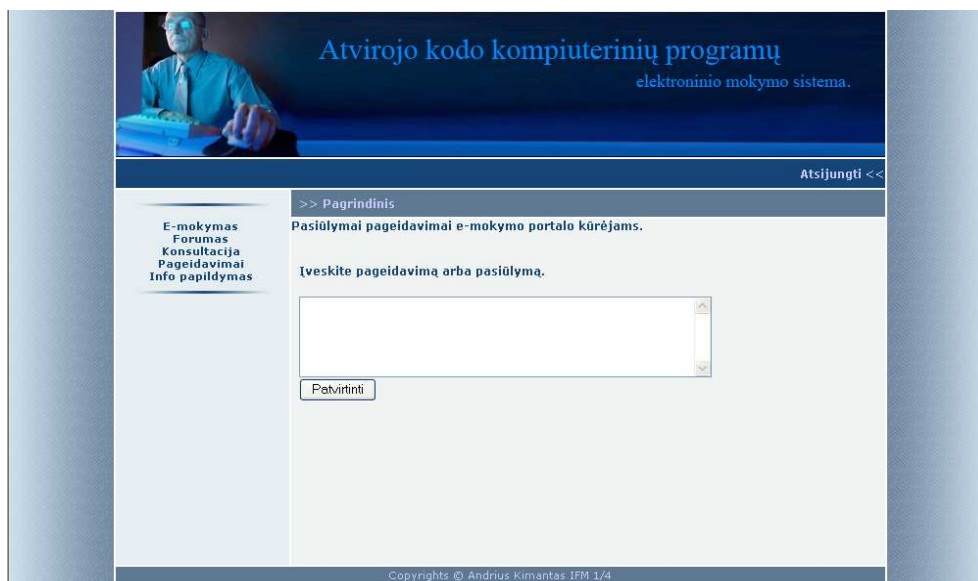 Atvirojo kodo kompiuterinių programų
elektroninio mokymo sistema.
Atsijungti <<
>> Pagrindinis
E-mokymas
Forumas
Konsultacija
Pageidavimai
Info papildymas
Pasiūlymai pageidavimai e-mokymo portalo kūrėjams.
Įveskite pageidavimą arba pasiūlymą.
Patvirtinti
Copyrights © Andrius Kimantas IFM 1/4